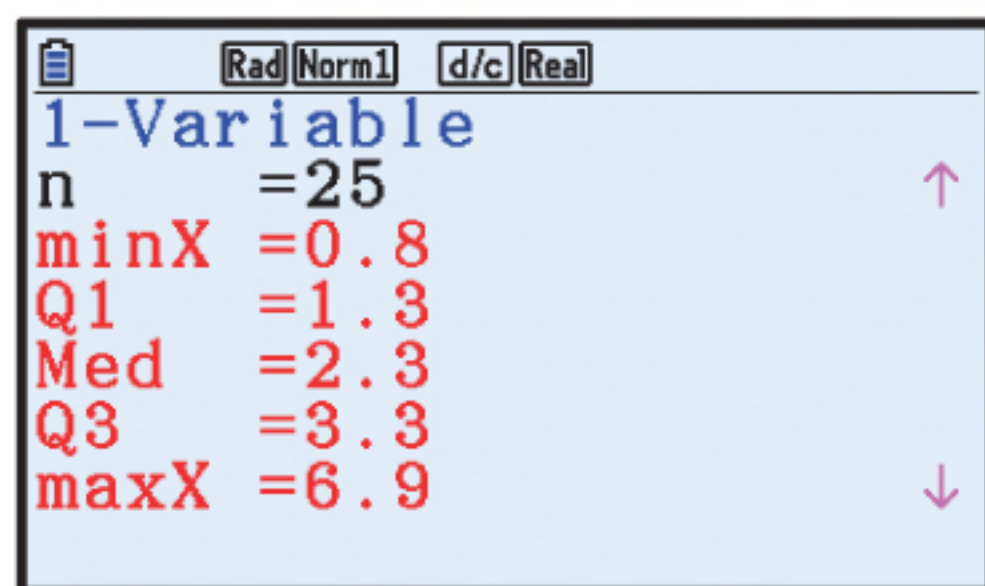 Rad Norm1 d/c Real
1-Variable
n =25
minX =0.8
Q1 =1.3
Med =2.3
Q3 =3.3
maxX =6.9